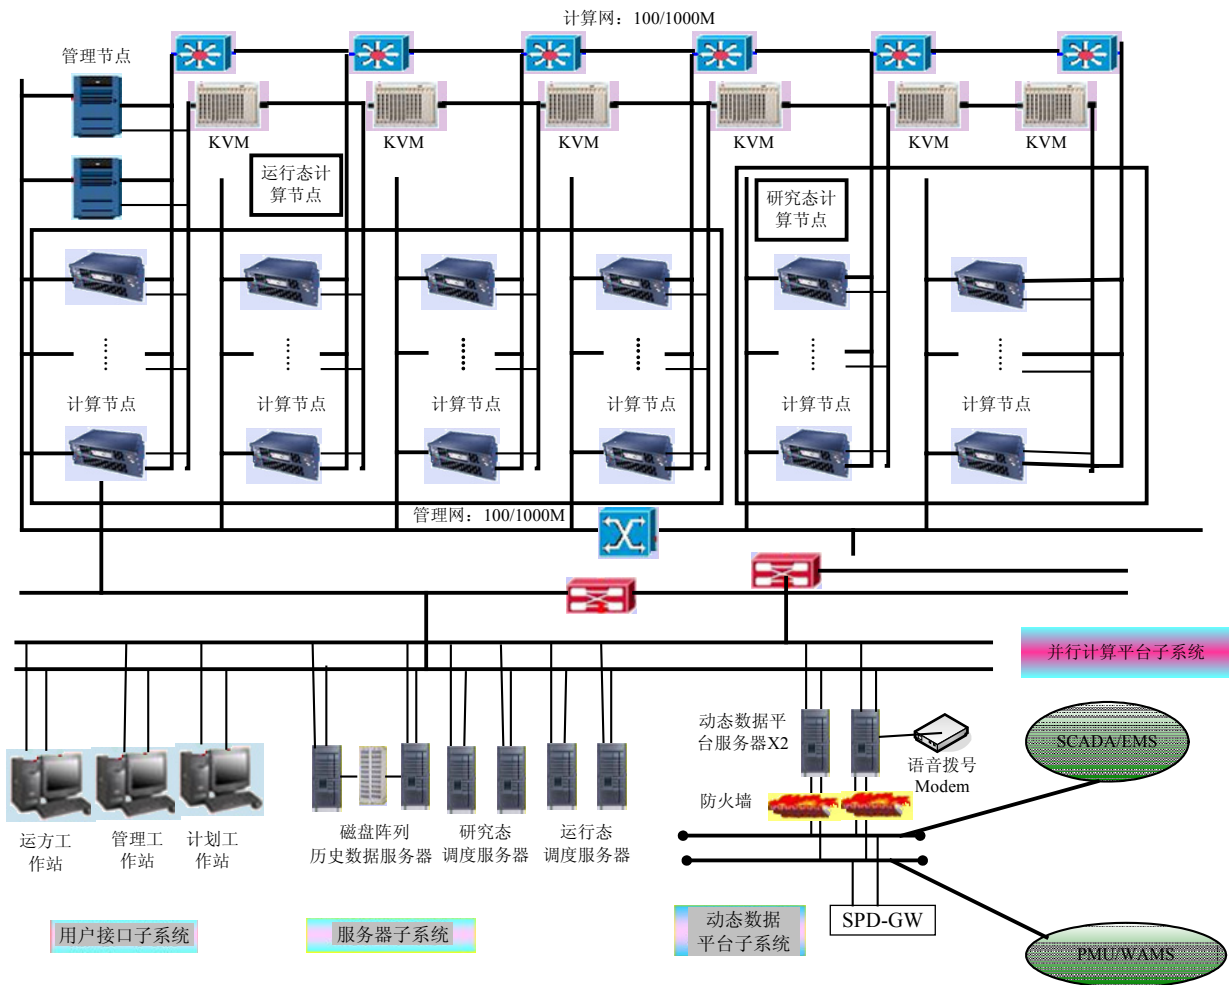 计算网：100/1000M
管理节点
KVM
KVM
KVM
KVM
KVM
KVM
运行态计
算节点
研究态计
算节点
计算节点
计算节点
计算节点
计算节点
计算节点
计算节点
管理网：100/1000M
并行计算平台子系统
动态数据平
台服务器X2
语音拨号
Modem
SCADA/EMS
防火墙
运方工
作站
管理工
作站
计划工
作站
磁盘阵列
历史数据服务器
研究态
调度服务器
运行态
调度服务器
用户接口子系统
服务器子系统
动态数据
平台子系统
SPD-GW
PMU/WAMS